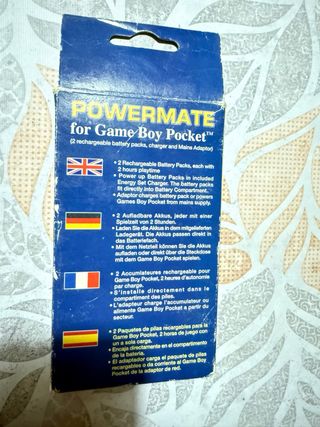 POWERMATE
for Game Boy Pocket™
(2 rechargeable battery packs, charger and Mains Adaptor)
• 2 Rechargeable Battery Packs, each with
2 hours playtime
• Power up Battery Packs in included
Energy Set Charger. The battery packs
fit directly into Battery Compartment.
• Adaptor charges battery pack or powers
Games Boy Pocket from mains supply.
• 2 Aufladbare Akkus, jeder mit einer
Spielzeit von 2 Stunden.
• Laden Sie die Akkus in dem mitgelieferten
Ladegerät. Die Akkus passen direkt in
das Batteriefach.
• Mit dem Netzteil können Sie die Akkus
aufladen oder direkt über die Steckdose
mit dem Game Boy Pocket spielen.
• 2 Accumulateures rechargeable pour
Game Boy Pocket, 2 heures d'autonomie
par charge.
• S'installe directement dans le
compartiment des piles.
• L'adapteur charge l'accumulateur ou
alimente Game Boy Pocket a partir du
secteur.
• 2 Paquetes de pilas recargables para la
Game Boy Pocket, 2 horas de juego con
un a sola carga.
• Encaja directamente en el compartimento
de la bateria.
• El adaptador carga el paquete de pilas
recargables o da corriente al Game Boy
Pocket de la adaptor de red.